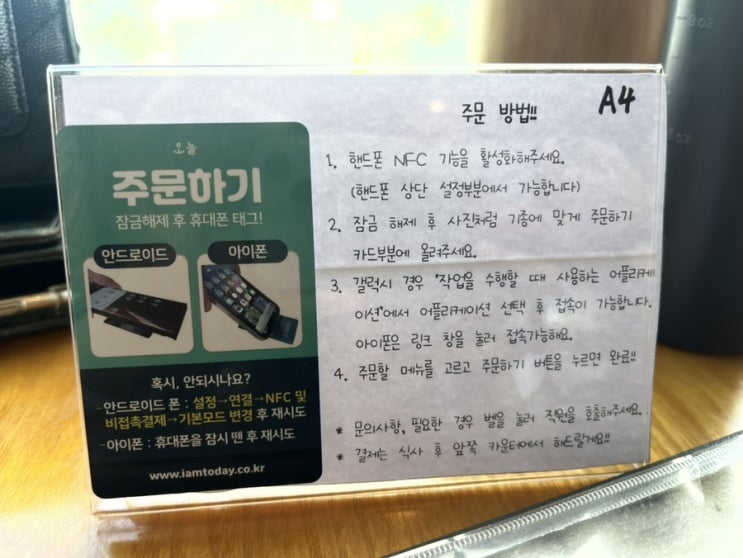 오늘
주문하기
잠금해제 후 휴대폰 태그!
안드로이드
아이폰
혹시, 안되시나요?
- 안드로이드 폰 : 설정→연결→NFC 및
비접촉결제→기본모드 변경 후 재시도
- 아이폰 : 휴대폰을 잠시 뗀 후 재시도
www.iamtoday.co.kr
주문 방법!!
A4
1. 핸드폰 NFC 기능을 활성화해주세요.
(핸드폰 상단 설정부분에서 가능합니다)
2. 잠금 해제 후 사진처럼 기종에 맞게 주문하기
카드부분에 올려주세요.
3. 갤럭시 경우 '작업을 수행할 때 사용하는 어플리케
이션'에서 어플리케이션 선택 후 접속이 가능합니다.
아이폰은 링크 창을 눌러 접속가능해요.
4. 주문할 메뉴를 고르고 주문하기 버튼을 누르면 완료!!
* 문의사항, 필요한 경우 벨을 눌러 직원을 호출해주세요.
* 결제는 식사 후 앞쪽 카운터에서 해드릴게요!!